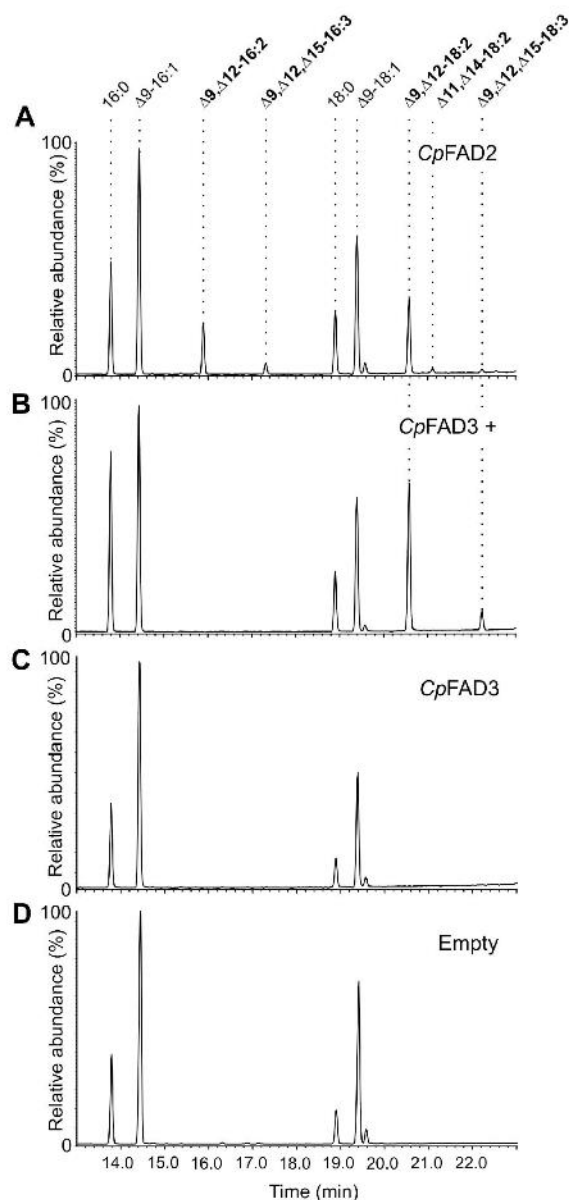 16:0
Δ9-16:1
Δ9,Δ12-16:2
Δ9,Δ12,Δ15-16:3
18:0
Δ9-18:1
Δ9,Δ12-18:2
Δ11,Δ14-18:2
Δ9,Δ12,Δ15-18:3
A
100
CpFAD2
Relative abundance (%)
0
B
100
CpFAD3 +
Relative abundance (%)
0
C
100
CpFAD3
Relative abundance (%)
0
D
100
Empty
Relative abundance (%)
0
14.0 15.0 16.0 17.0 18.0 19.0 20.0 21.0 22.0
Time (min)